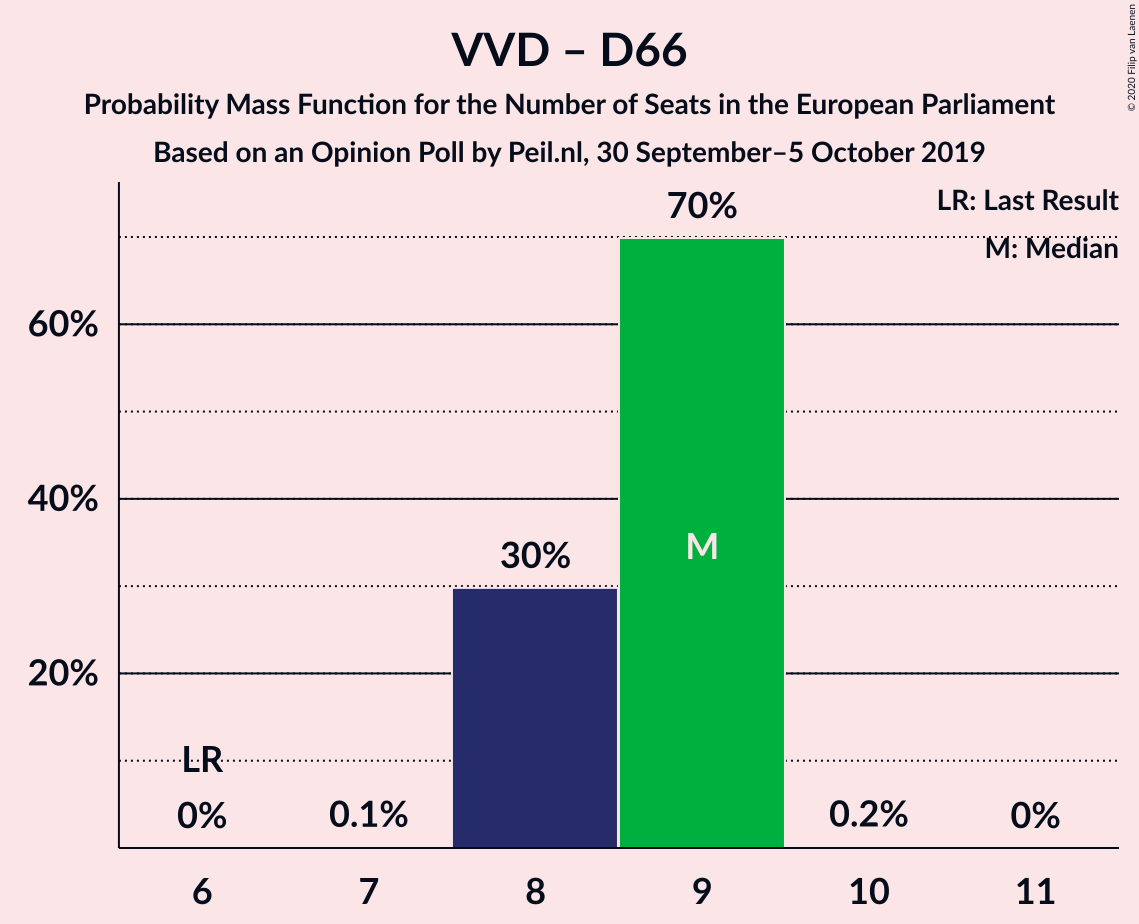 VVD – D66
Probability Mass Function for the Number of Seats in the European Parliament
Based on an Opinion Poll by Peil.nl, 30 September–5 October 2019
© 2020 Filip van Laenen
LR: Last Result
M: Median
70%
60%
40%
30%
M
20%
LR
0%
0.1%
0.2%
0%
6 7 8 9 10 11